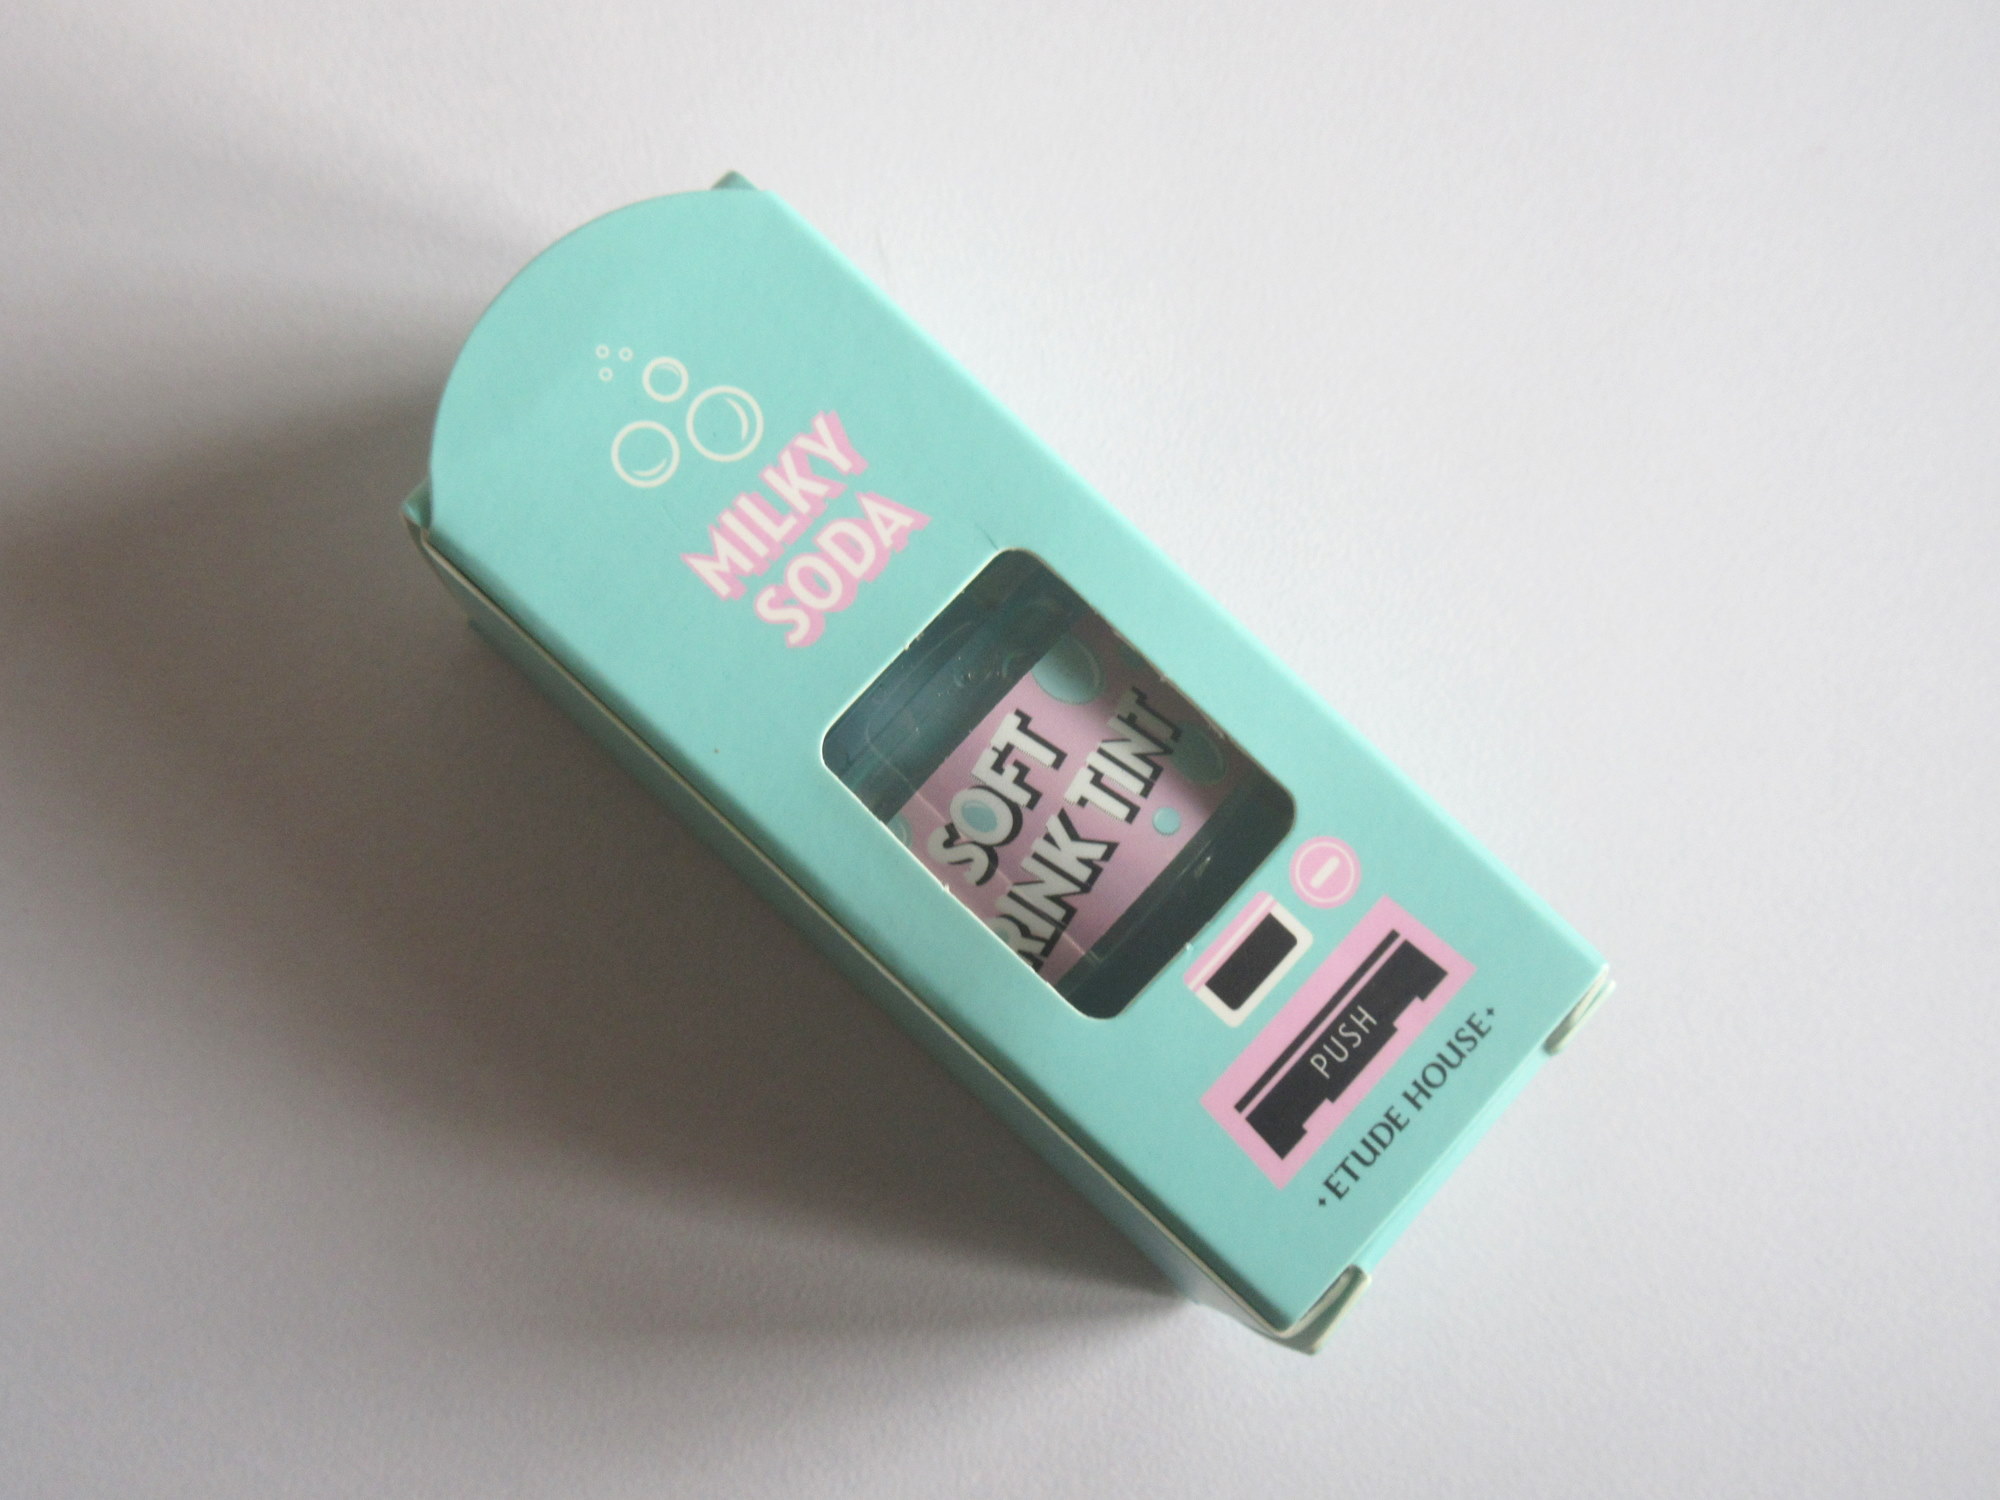 MILKY
SODA
SOFT
RINK TINT
PUSH
ETUDE HOUSE